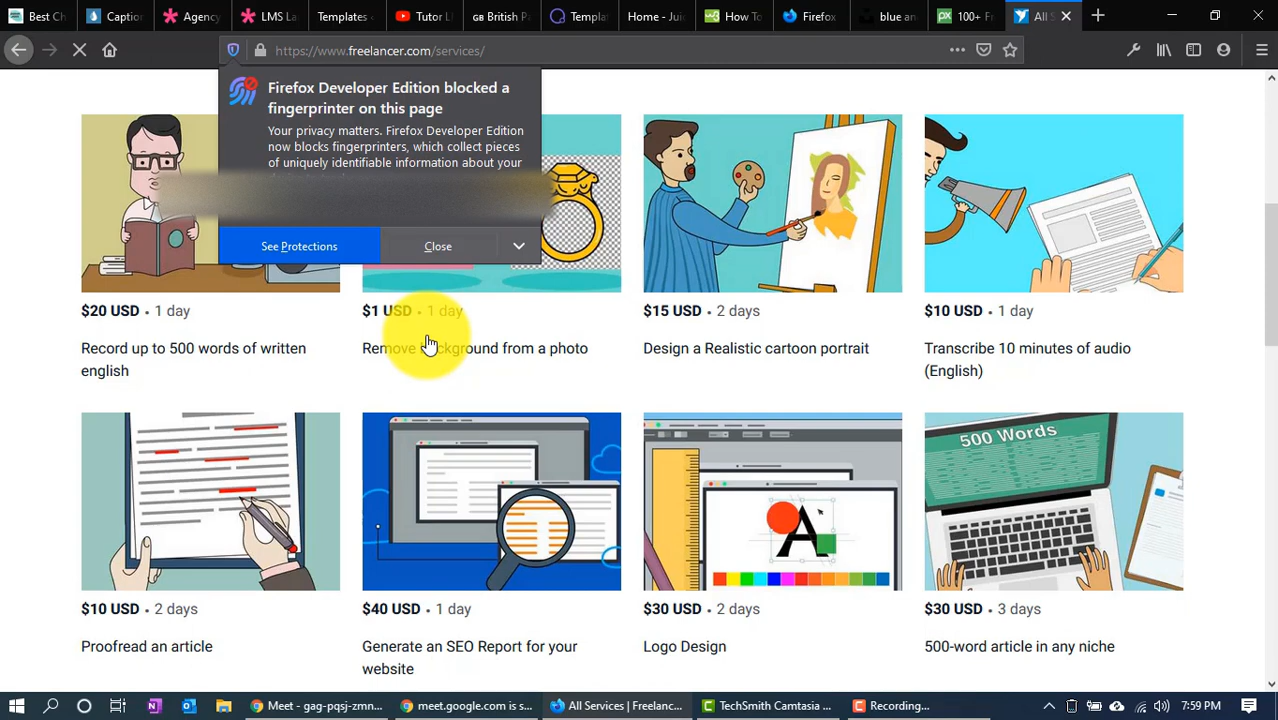 Best Ch
Caption
Agency
LMS La
Templates
Tutor L
GB British Pa
Templa
Home - Juic
How To
Firefox
blue an
100+ Fr
All S
https://www.freelancer.com/services/
Firefox Developer Edition blocked a
fingerprinter on this page
Your privacy matters. Firefox Developer Edition
now blocks fingerprinters, which collect pieces
of uniquely identifiable information about your
See Protections
Close
$20 USD • 1 day
Record up to 500 words of written
english
$1 USD • 1 day
Remove background from a photo
$15 USD • 2 days
Design a Realistic cartoon portrait
$10 USD • 1 day
Transcribe 10 minutes of audio
(English)
A
500 Words
$10 USD • 2 days
Proofread an article
$40 USD • 1 day
Generate an SEO Report for your
website
$30 USD • 2 days
Logo Design
$30 USD • 3 days
500-word article in any niche
Meet - gag-pqsj-zmn...
meet.google.com is s...
All Services | Freelanc...
TechSmith Camtasia ...
Recording...
7:59 PM